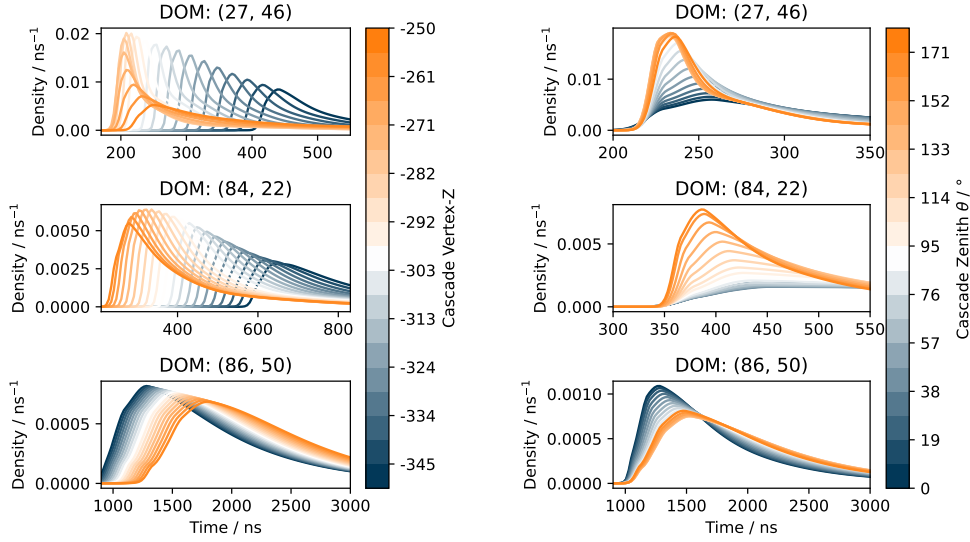 DOM: (27, 46)
Density / ns⁻¹
0.02
0.01
0.00
200 300 400 500
DOM: (84, 22)
Density / ns⁻¹
0.0050
0.0025
0.0000
400 600 800
DOM: (86, 50)
Density / ns⁻¹
0.0005
0.0000
1000 1500 2000 2500 3000
Time / ns
-250
-261
-271
-282
-292
-303
-313
-324
-334
-345
Cascade Vertex-Z
DOM: (27, 46)
Density / ns⁻¹
0.01
0.00
200 250 300 350
DOM: (84, 22)
Density / ns⁻¹
0.005
0.000
300 350 400 450 500 550
DOM: (86, 50)
Density / ns⁻¹
0.0010
0.0005
0.0000
1000 1500 2000 2500 3000
Time / ns
171
152
133
114
95
76
57
38
19
0
Cascade Zenith θ / °